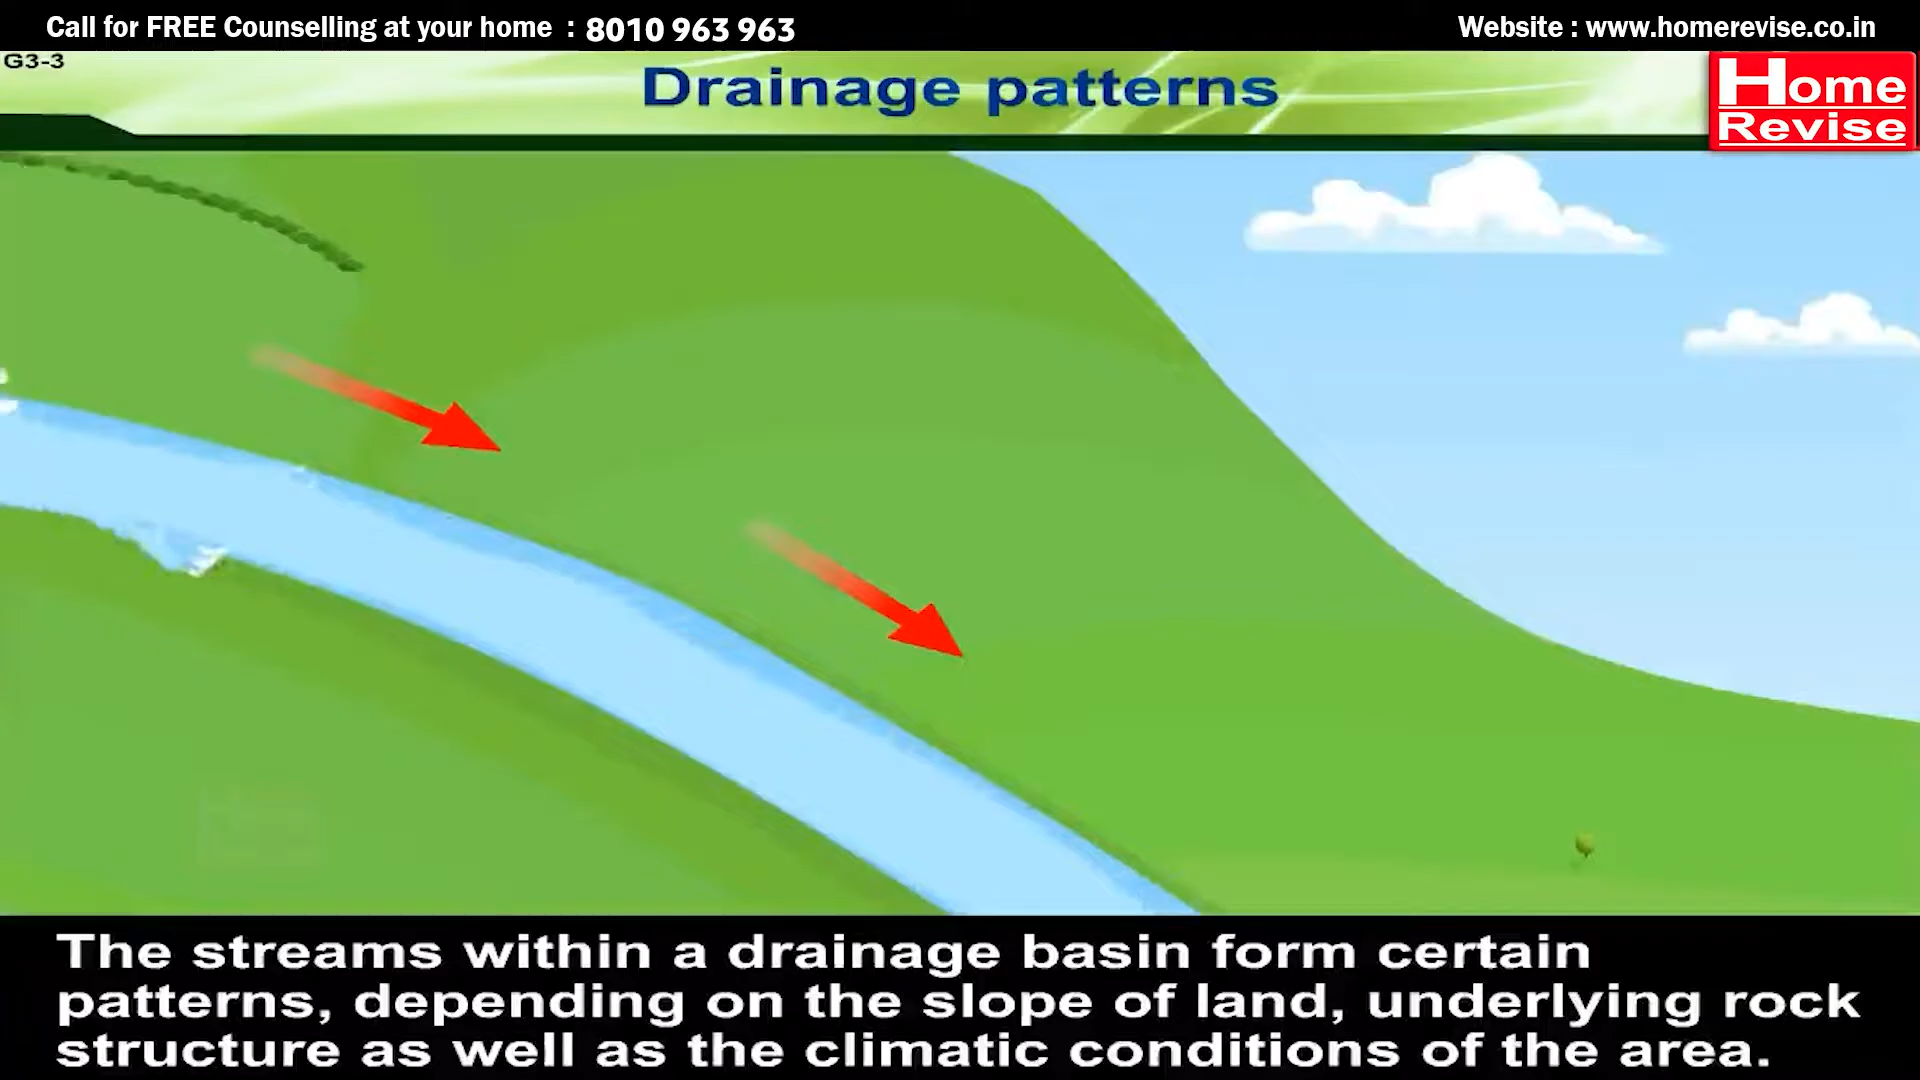 Call for FREE Counselling at your home : 8010 963 963
Website : www.homerevise.co.in
G3-3
Drainage patterns
Home
Revise
The streams within a drainage basin form certain
patterns, depending on the slope of land, underlying rock
structure as well as the climatic conditions of the area.